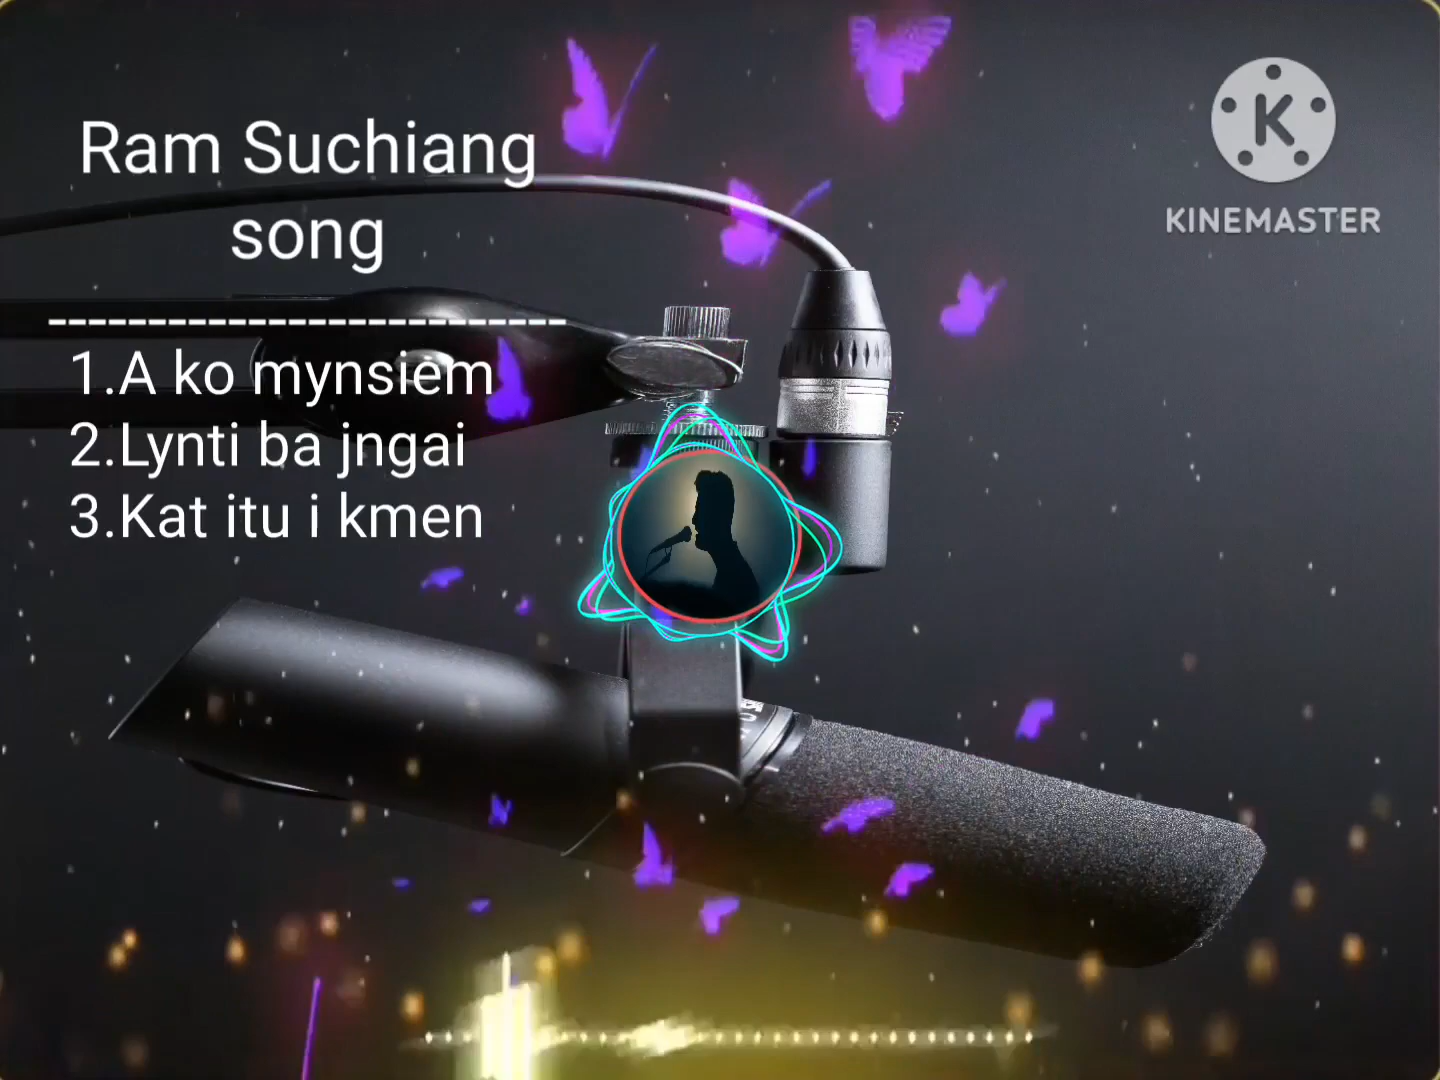 Ram Suchiang
song
--------------------------
1.A ko mynsiem
2.Lynti ba jngai
3.Kat itu i kmen
K
KINEMASTER